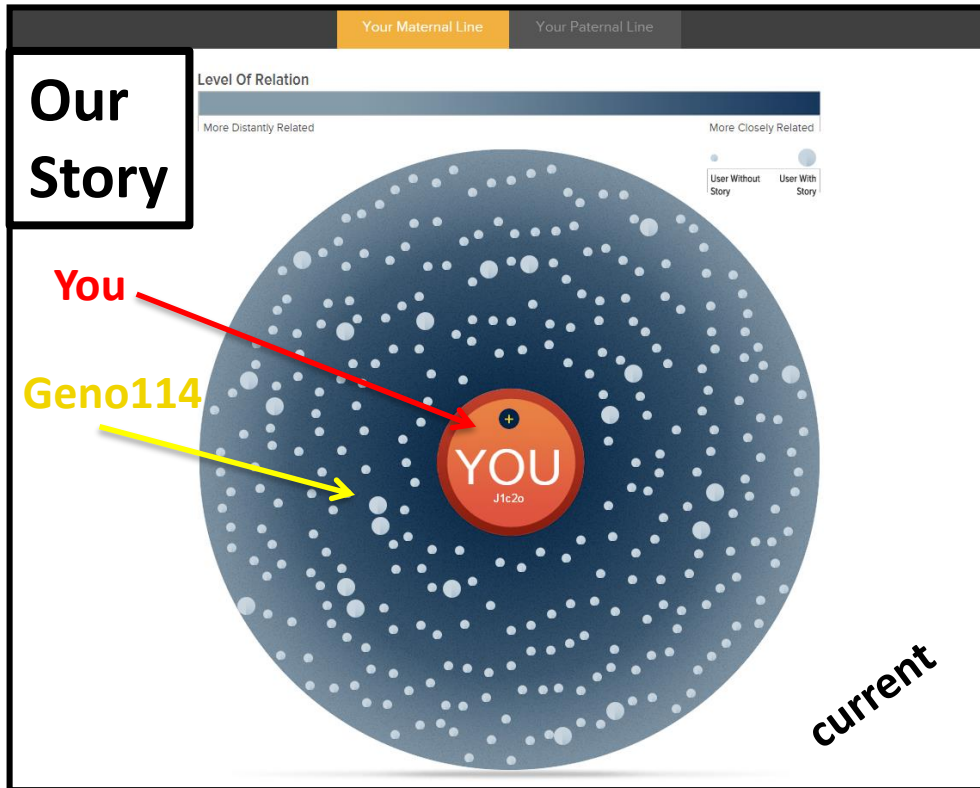 Your Maternal Line Your Paternal Line
Our
Story
Level Of Relation
More Distantly Related More Closely Related
User Without User With
Story Story
You
Geno114
+
YOU
J1c2o
current